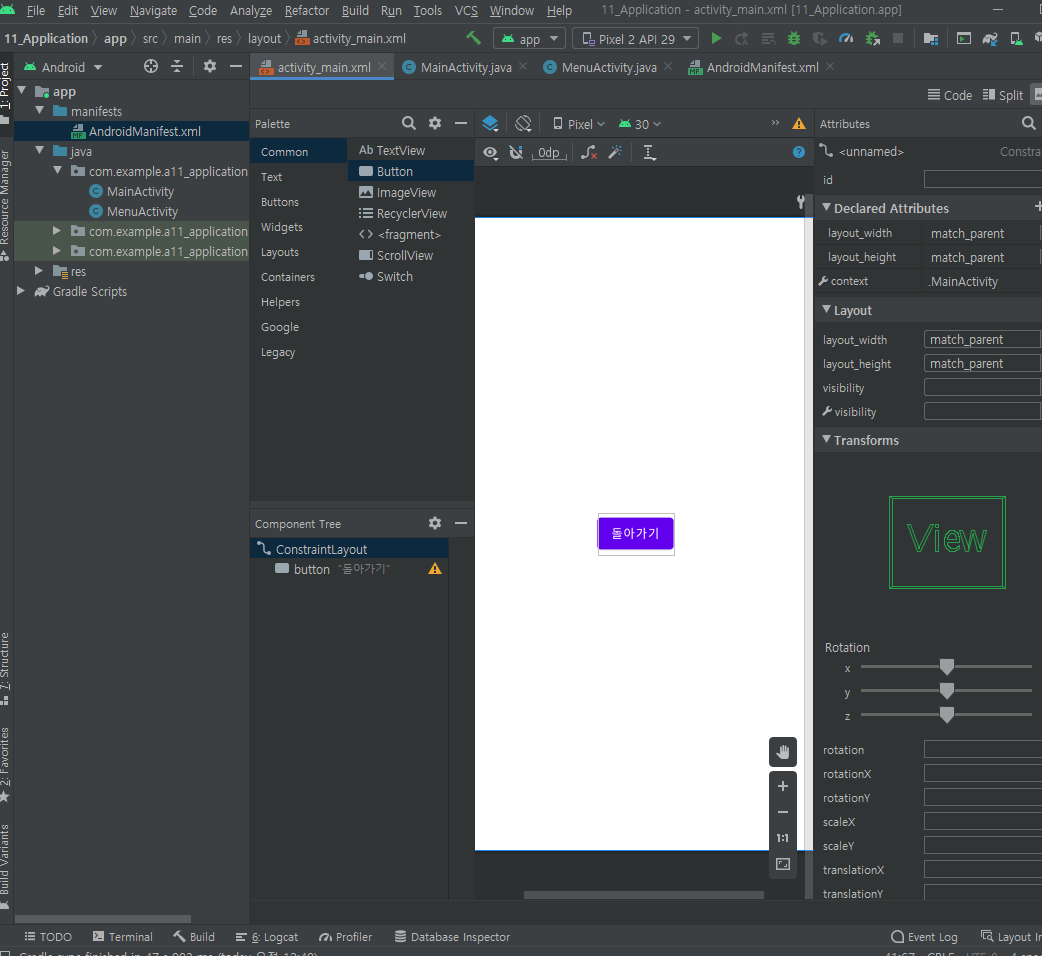 File Edit View Navigate Code Analyze Refactor Build Run Tools VCS Window Help 11_Application - activity_main.xml [11_Application.app]
11_Application app src main res layout activity_main.xml app Pixel 2 API 29
Android
activity_main.xml MainActivity.java MenuActivity.java AndroidManifest.xml
Code Split
1: Project
Resource Manager
7: Structure
2: Favorites
Build Variants
app
manifests
AndroidManifest.xml
java
com.example.a11_application
MainActivity
MenuActivity
com.example.a11_application
com.example.a11_application
res
Gradle Scripts
Palette
Common
Text
Buttons
Widgets
Layouts
Containers
Helpers
Google
Legacy
Ab TextView
Button
ImageView
RecyclerView
<fragment>
ScrollView
Switch
Component Tree
ConstraintLayout
button "돌아가기"
Pixel 30
0dp
돌아가기
1:1
Attributes
<unnamed> Constra
id
Declared Attributes
layout_width match_parent
layout_height match_parent
context .MainActivity
Layout
layout_width match_parent
layout_height match_parent
visibility
visibility
Transforms
View
Rotation
x
y
z
rotation
rotationX
rotationY
scaleX
scaleY
translationX
translationY
TODO Terminal Build 6: Logcat Profiler Database Inspector Event Log Layout In